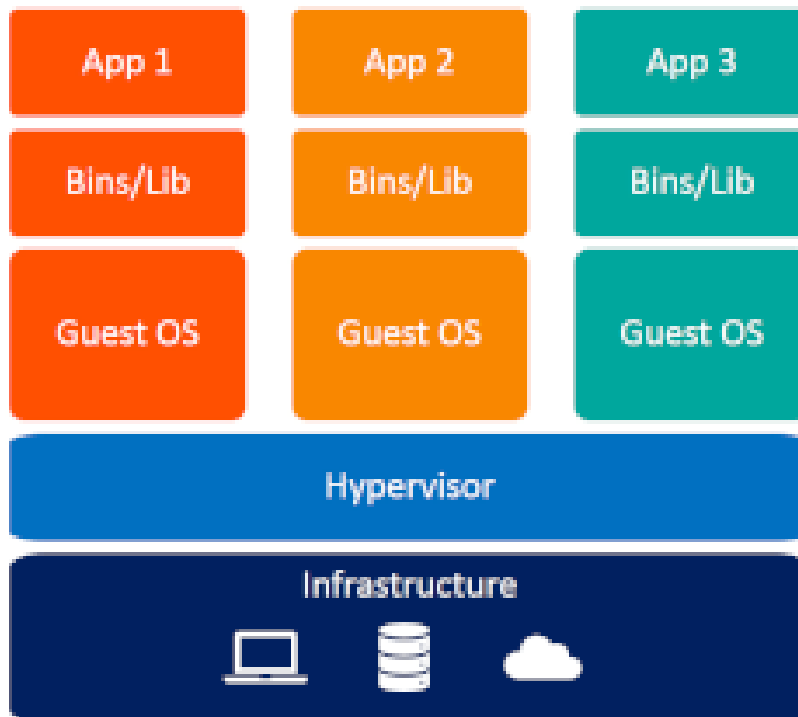 App 1
App 2
App 3
Bins/Lib
Bins/Lib
Bins/Lib
Guest OS
Guest OS
Guest OS
Hypervisor
Infrastructure